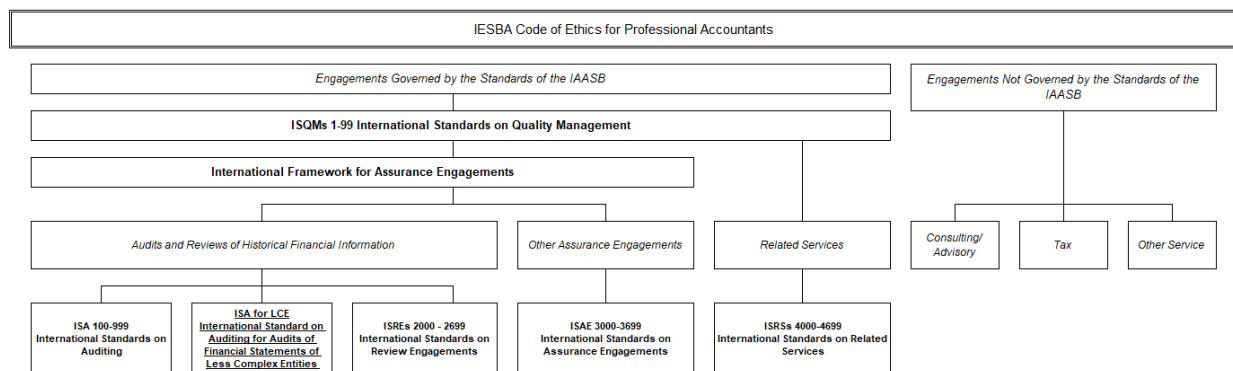 IESBA Code of Ethics for Professional Accountants
Engagements Governed by the Standards of the IAASB
Engagements Not Governed by the Standards of the
IAASB
ISQMs 1-99 International Standards on Quality Management
International Framework for Assurance Engagements
Audits and Reviews of Historical Financial Information
Other Assurance Engagements
Related Services
Consulting/
Advisory
Tax
Other Service
ISA 100-999
International Standards on
Auditing
ISA for LCE
International Standard on
Auditing for Audits of
Financial Statements of
Less Complex Entities
ISREs 2000 - 2699
International Standards on
Review Engagements
ISAE 3000-3699
International Standards on
Assurance Engagements
ISRSs 4000-4699
International Standards on Related
Services